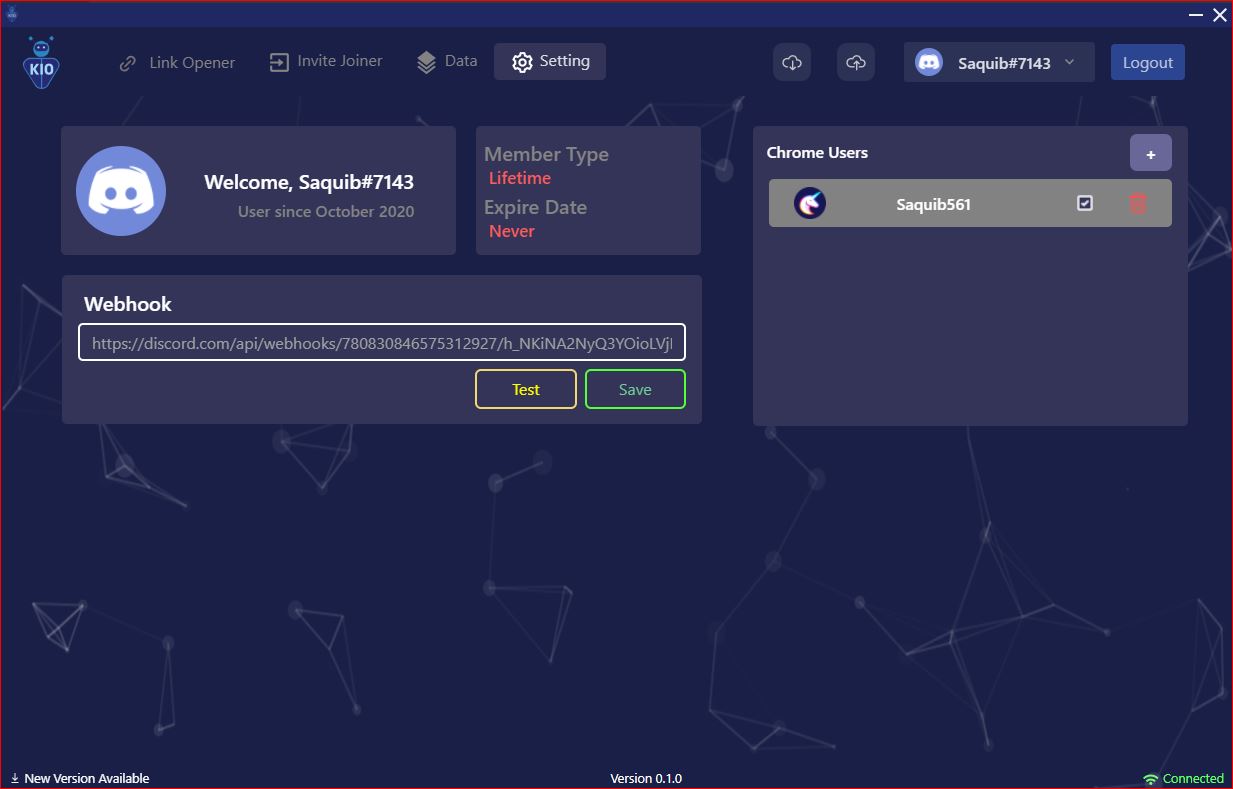 KIO
KIO
Link Opener
Invite Joiner
Data
Setting
Saquib#7143
Logout
Welcome, Saquib#7143
User since October 2020
Member Type
Lifetime
Expire Date
Never
Chrome Users
+
Saquib561
Webhook
https://discord.com/api/webhooks/780830846575312927/h_NKiNA2NyQ3YOioLVj
Test
Save
New Version Available
Version 0.1.0
Connected